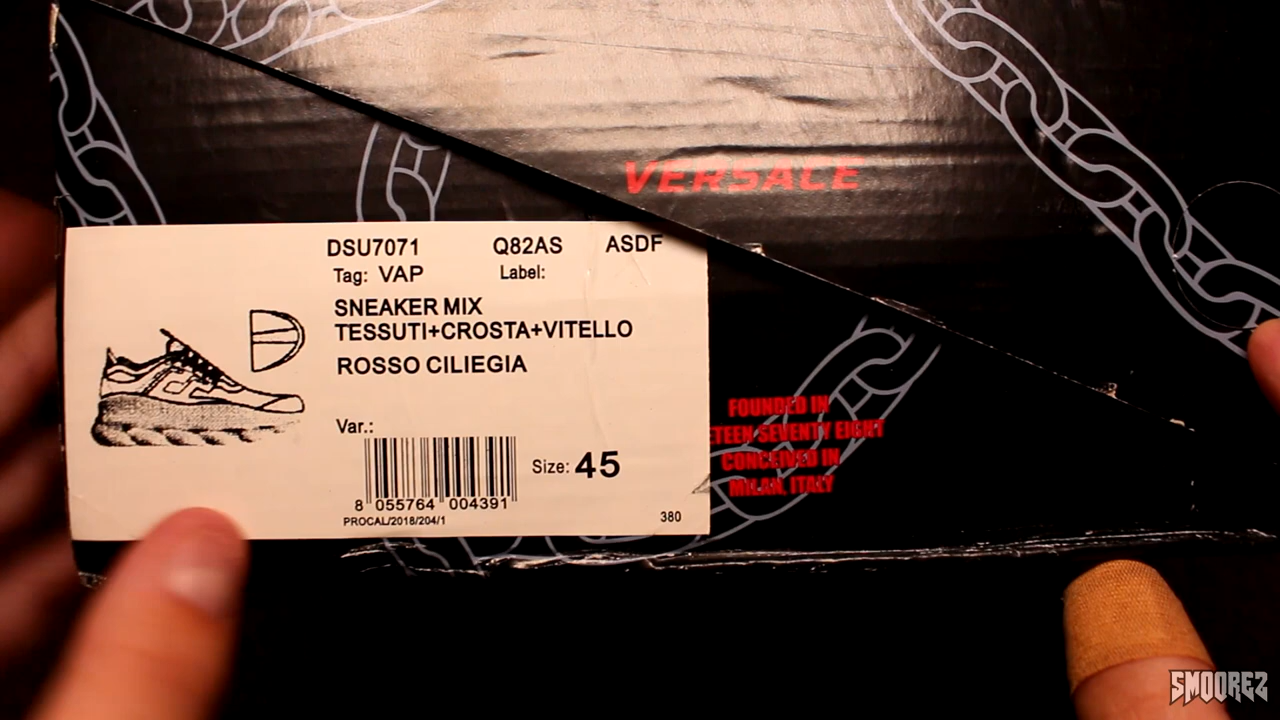 VERSACE
DSU7071 Q82AS ASDF
Tag: VAP Label:
SNEAKER MIX
TESSUTI+CROSTA+VITELLO
ROSSO CILIEGIA
Var.:
Size: 45
8 055764 004391
PROCAL/2018/204/1
380
FOUNDED IN
ETEEN SEVENTY EIGHT
CONCEIVED IN
MILAN, ITALY
SMOOREZ